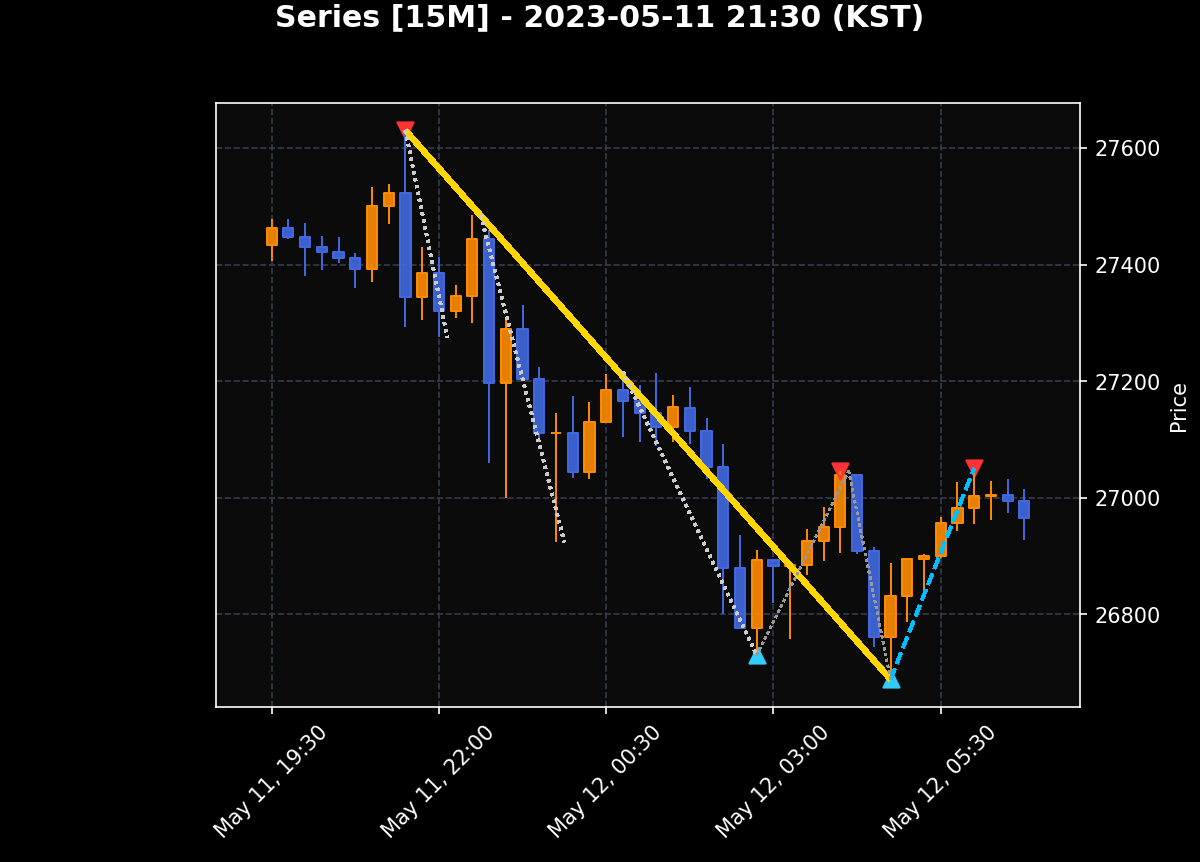 Series [15M] - 2023-05-11 21:30 (KST)
27600
27400
27200
27000
26800
Price
May 11, 19:30
May 11, 22:00
May 12, 00:30
May 12, 03:00
May 12, 05:30